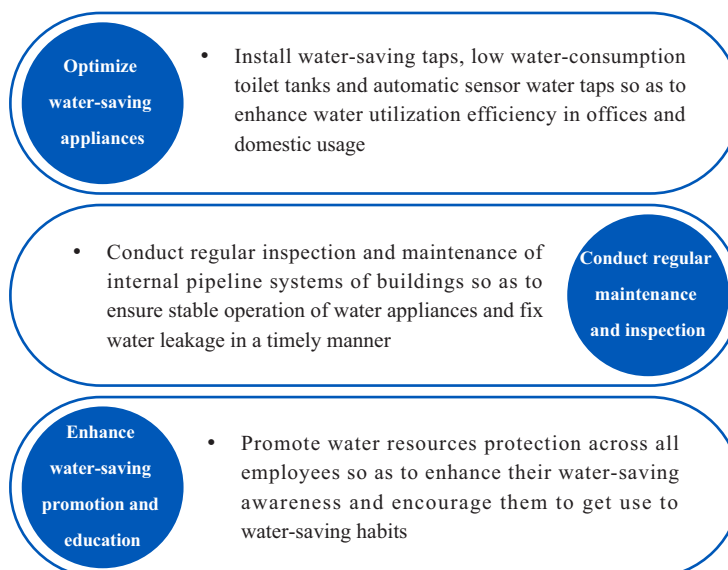 Optimize
water-saving
appliances
• Install water-saving taps, low water-consumption
toilet tanks and automatic sensor water taps so as to
enhance water utilization efficiency in offices and
domestic usage
• Conduct regular inspection and maintenance of
internal pipeline systems of buildings so as to
ensure stable operation of water appliances and fix
water leakage in a timely manner
Conduct regular
maintenance
and inspection
Enhance
water-saving
promotion and
education
• Promote water resources protection across all
employees so as to enhance their water-saving
awareness and encourage them to get use to
water-saving habits